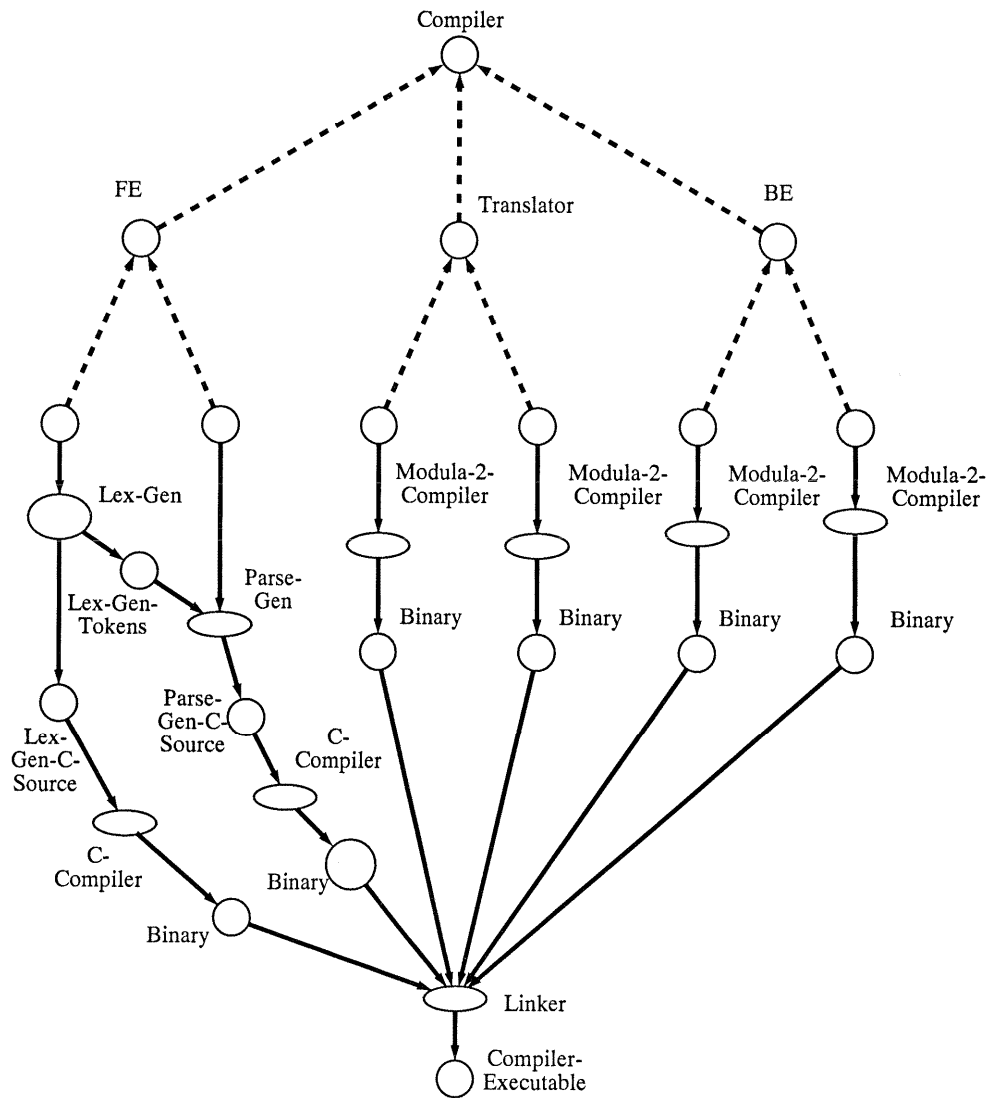 Compiler
FE
Translator
BE
Lex-Gen
Modula-2-
Compiler
Modula-2-
Compiler
Modula-2-
Compiler
Modula-2-
Compiler
Lex-Gen-
Tokens
Parse-
Gen
Binary
Binary
Binary
Binary
Lex-
Gen-C-
Source
Parse-
Gen-C-
Source
C-
Compiler
C-
Compiler
Binary
Binary
Linker
Compiler-
Executable